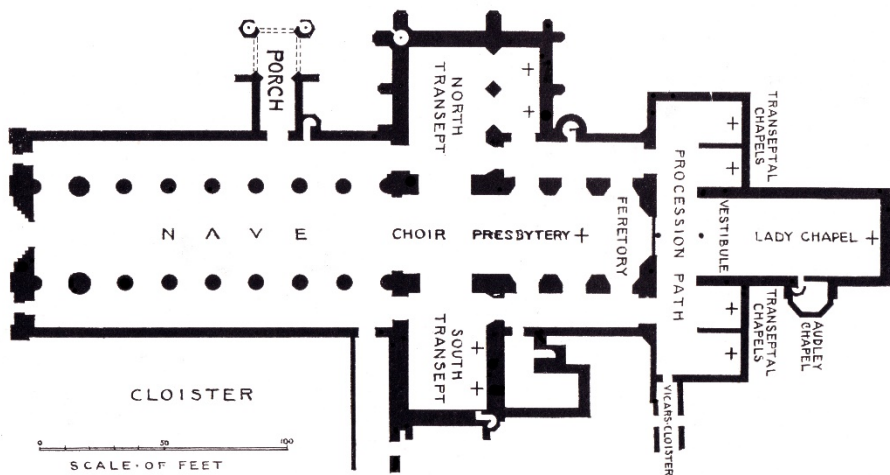 PORCH
NORTH
TRANSEPT
TRANSEPTAL
CHAPELS
NAVE
CHOIR
PRESBYTERY
FERETORY
PROCESSION PATH
VESTIBULE
LADY CHAPEL
SOUTH
TRANSEPT
TRANSEPTAL
CHAPELS
AUDLEY
CHAPEL
VICARS-CLOISTER
CLOISTER
0 50 100
SCALE·OF FEET